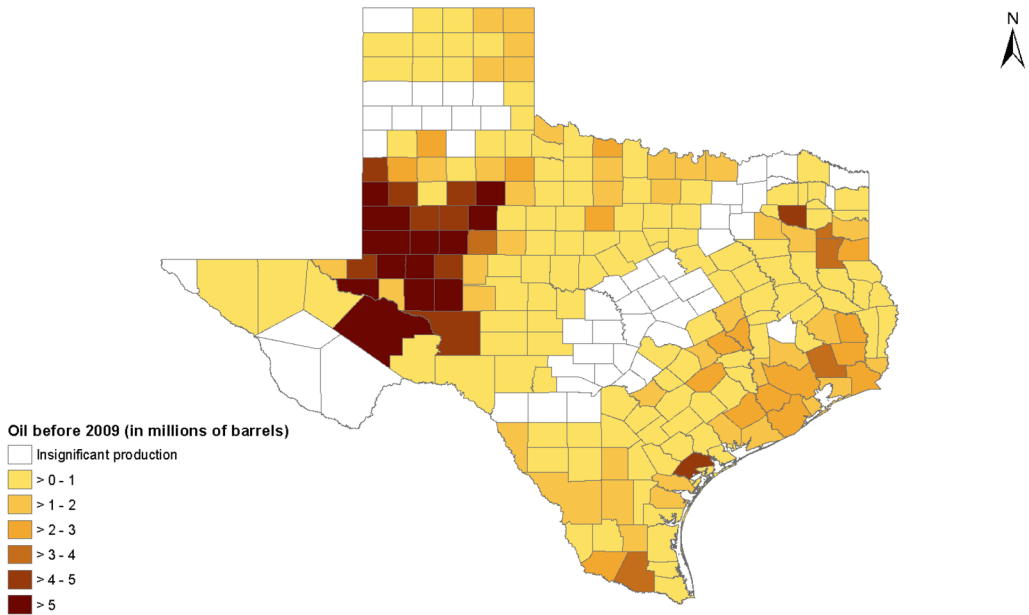 N
Oil before 2009 (in millions of barrels)
Insignificant production
> 0 - 1
> 1 - 2
> 2 - 3
> 3 - 4
> 4 - 5
> 5